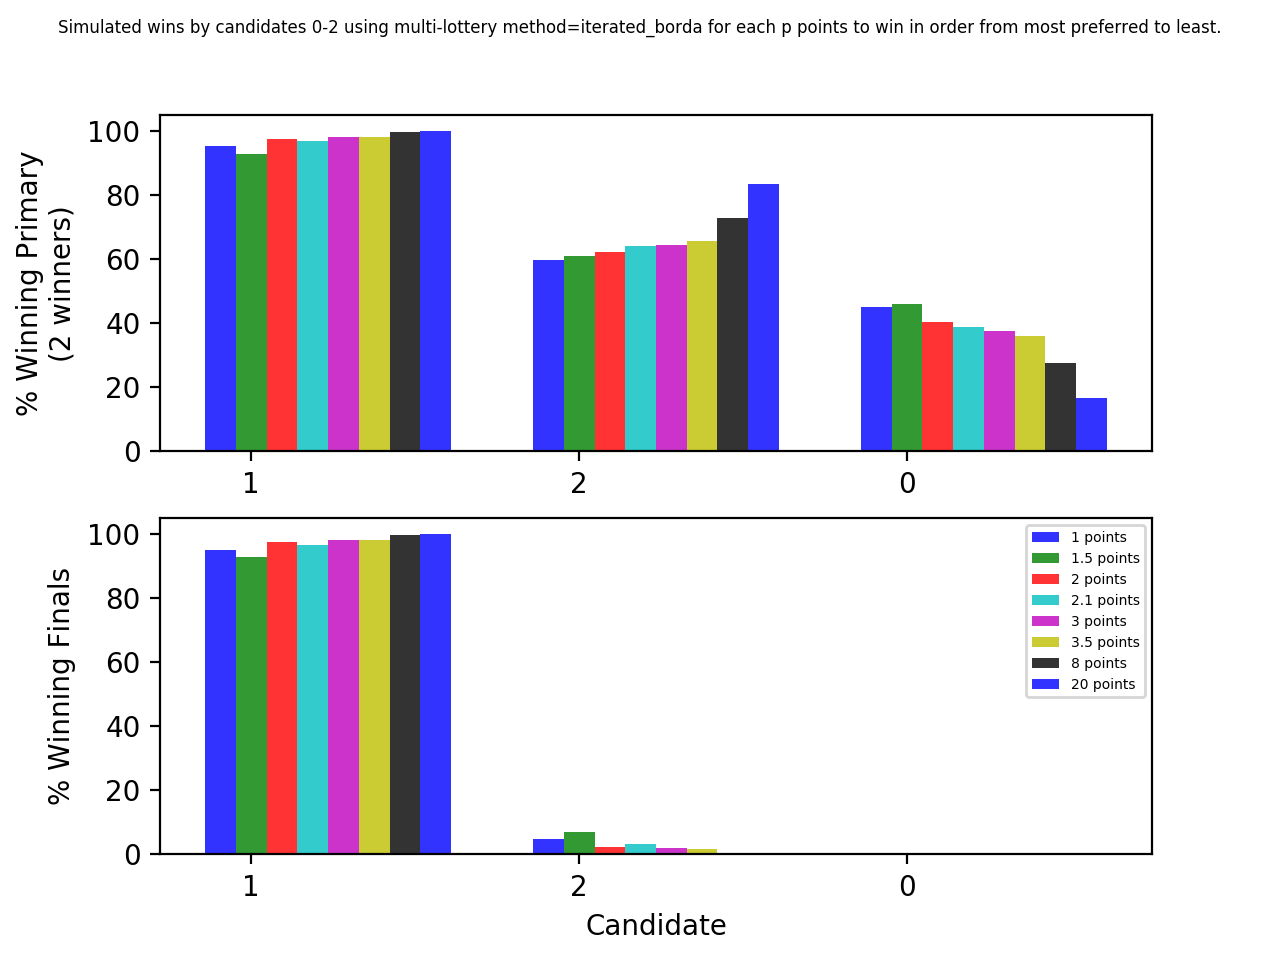 Simulated wins by candidates 0-2 using multi-lottery method=iterated_borda for each p points to win in order from most preferred to least.
% Winning Primary
(2 winners)
100
80
60
40
20
0
1
2
0
% Winning Finals
100
80
60
40
20
0
1 points
1.5 points
2 points
2.1 points
3 points
3.5 points
8 points
20 points
1
2
0
Candidate